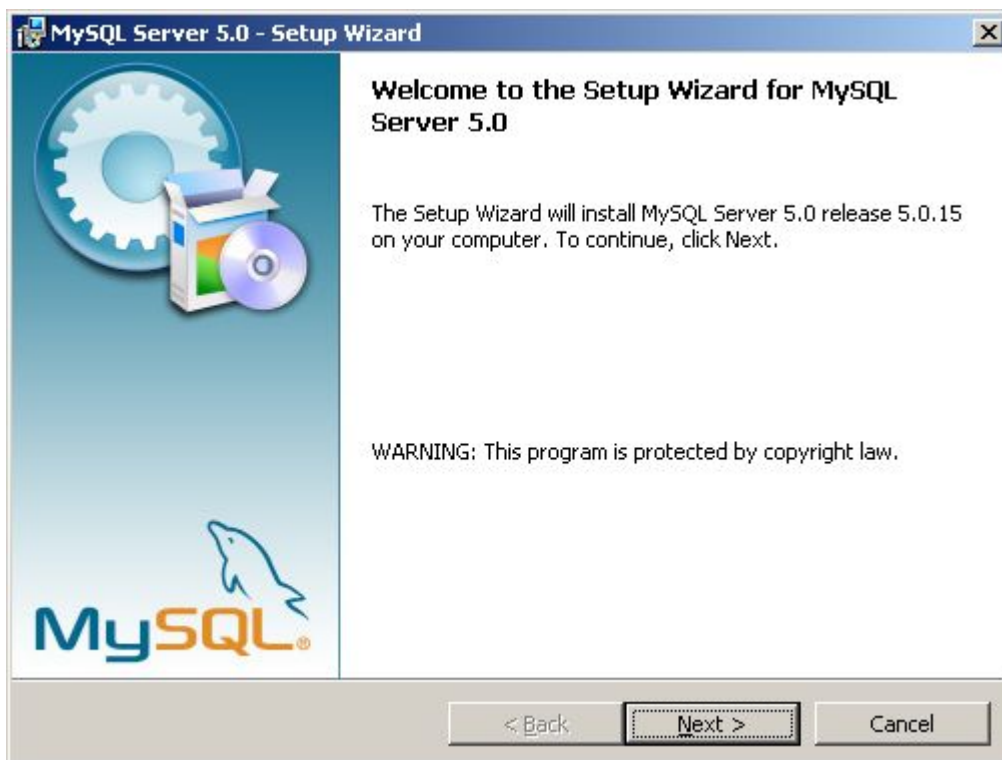 MySQL Server 5.0 - Setup Wizard
Welcome to the Setup Wizard for MySQL
Server 5.0
The Setup Wizard will install MySQL Server 5.0 release 5.0.15
on your computer. To continue, click Next.
WARNING: This program is protected by copyright law.
MySQL®
< Back
Next >
Cancel